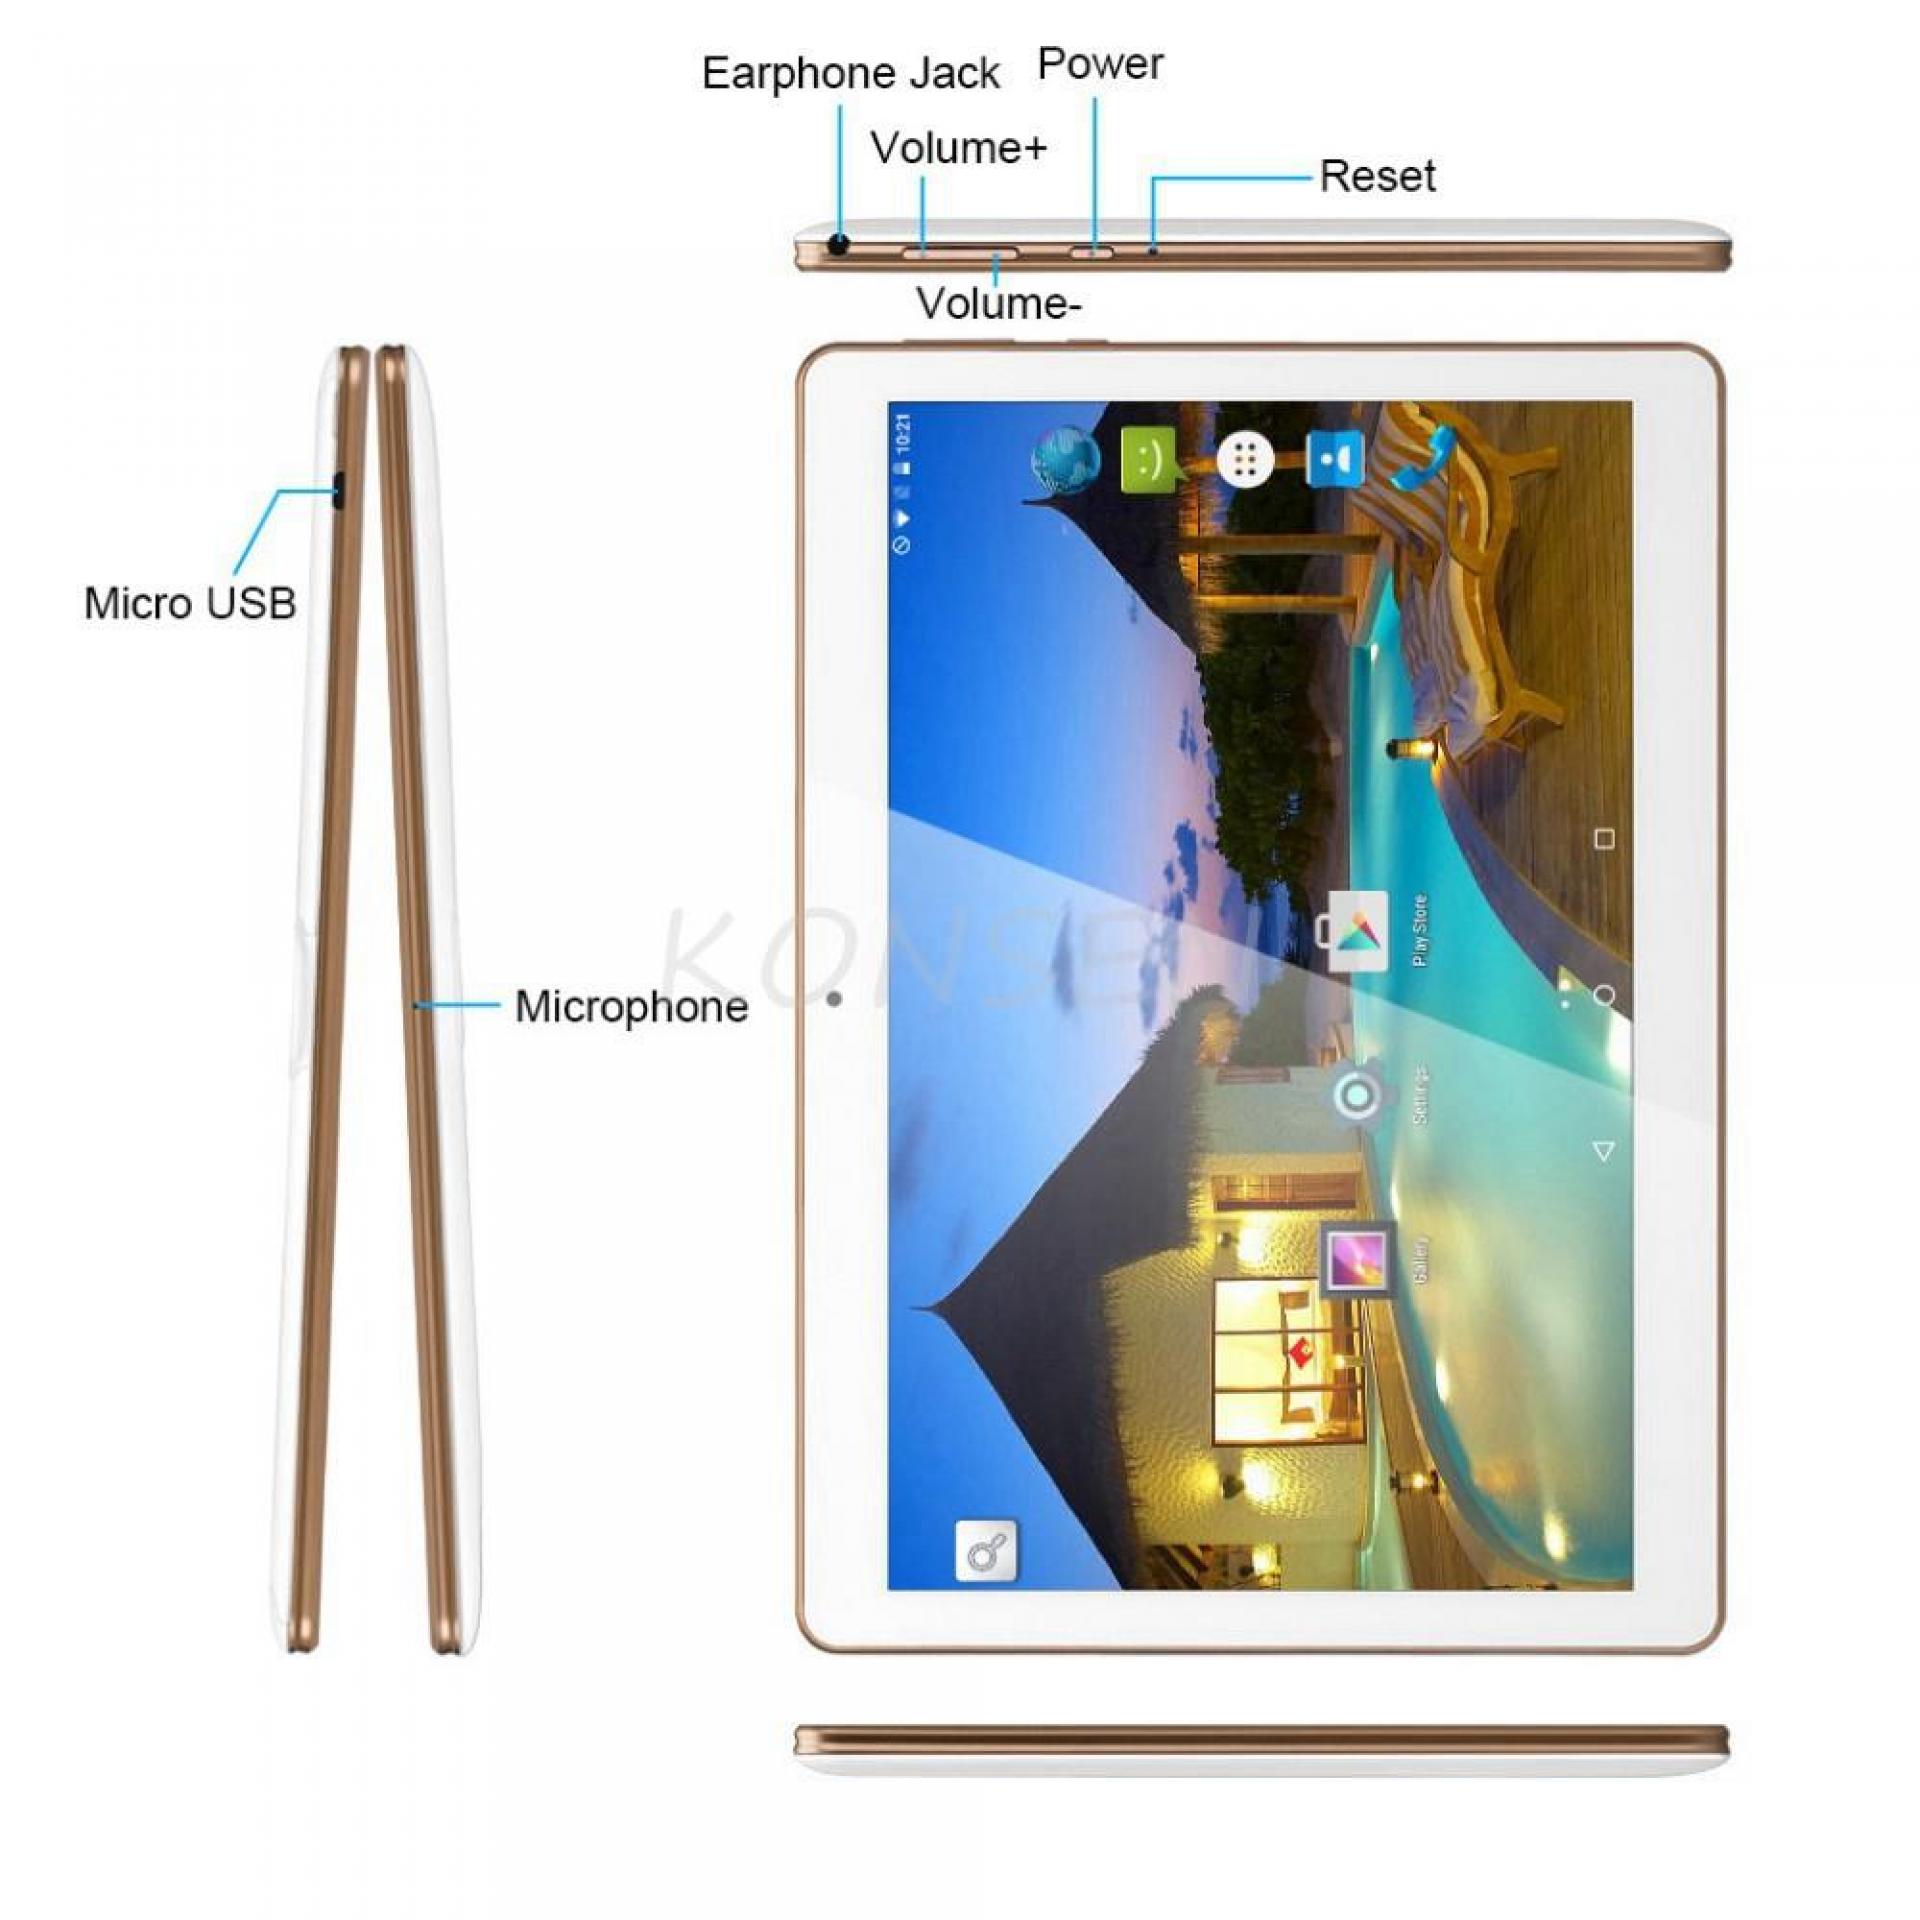 Earphone Jack
Power
Volume+
Reset
Volume-
10:21
Micro USB
Microphone
Play Store
Settings
Gallery